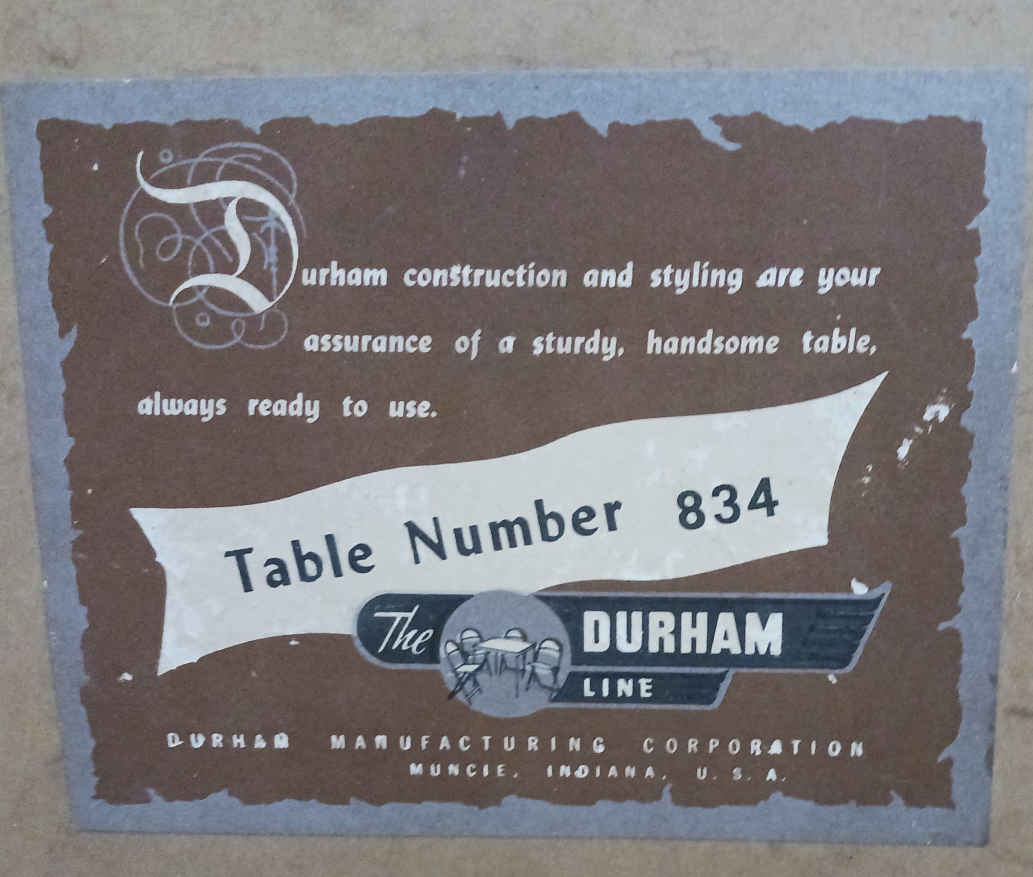 Durham construction and styling are your
assurance of a sturdy, handsome table,
always ready to use.
Table Number 834
The DURHAM
LINE
DURHAM MANUFACTURING CORPORATION
MUNCIE, INDIANA, U. S. A.